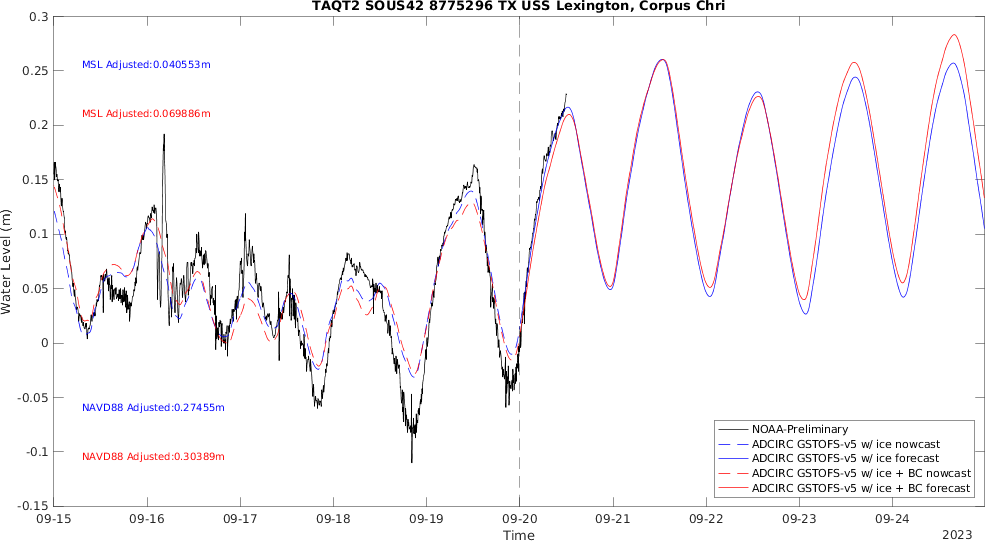 TAQT2 SOUS42 8775296 TX USS Lexington, Corpus Chri
0.3
0.25
0.2
0.15
0.1
0.05
0
-0.05
-0.1
-0.15
Water Level (m)
MSL Adjusted:0.040553m
MSL Adjusted:0.069886m
NAVD88 Adjusted:0.27455m
NAVD88 Adjusted:0.30389m
NOAA-Preliminary
ADCIRC GSTOFS-v5 w/ ice nowcast
ADCIRC GSTOFS-v5 w/ ice forecast
ADCIRC GSTOFS-v5 w/ ice + BC nowcast
ADCIRC GSTOFS-v5 w/ ice + BC forecast
09-15 09-16 09-17 09-18 09-19 09-20 09-21 09-22 09-23 09-24
Time
2023